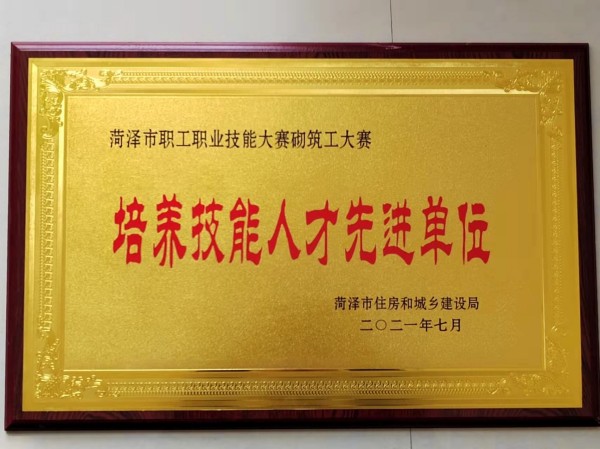 菏泽市职工职业技能大赛砌筑工大赛
培养技能人才先进单位
菏泽市住房和城乡建设局
二〇二一年七月